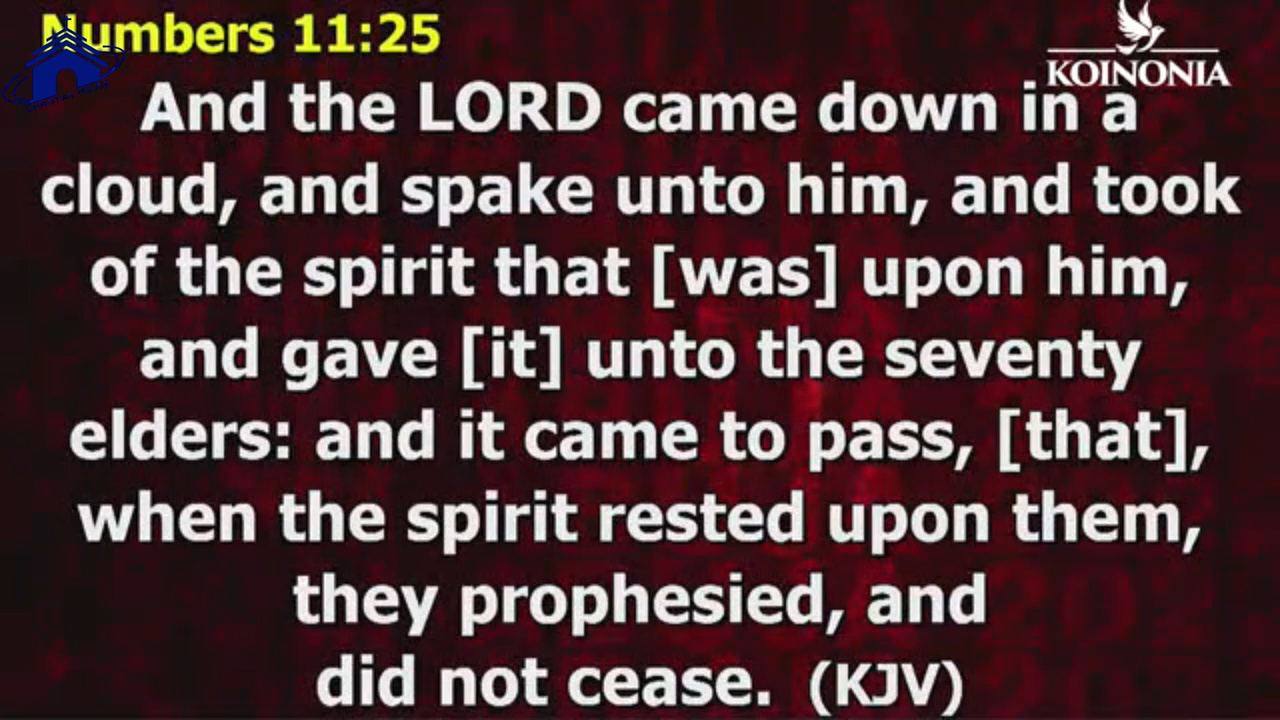 Numbers 11:25
KOINONIA
And the LORD came down in a
cloud, and spake unto him, and took
of the spirit that [was] upon him,
and gave [it] unto the seventy
elders: and it came to pass, [that],
when the spirit rested upon them,
they prophesied, and
did not cease. (KJV)